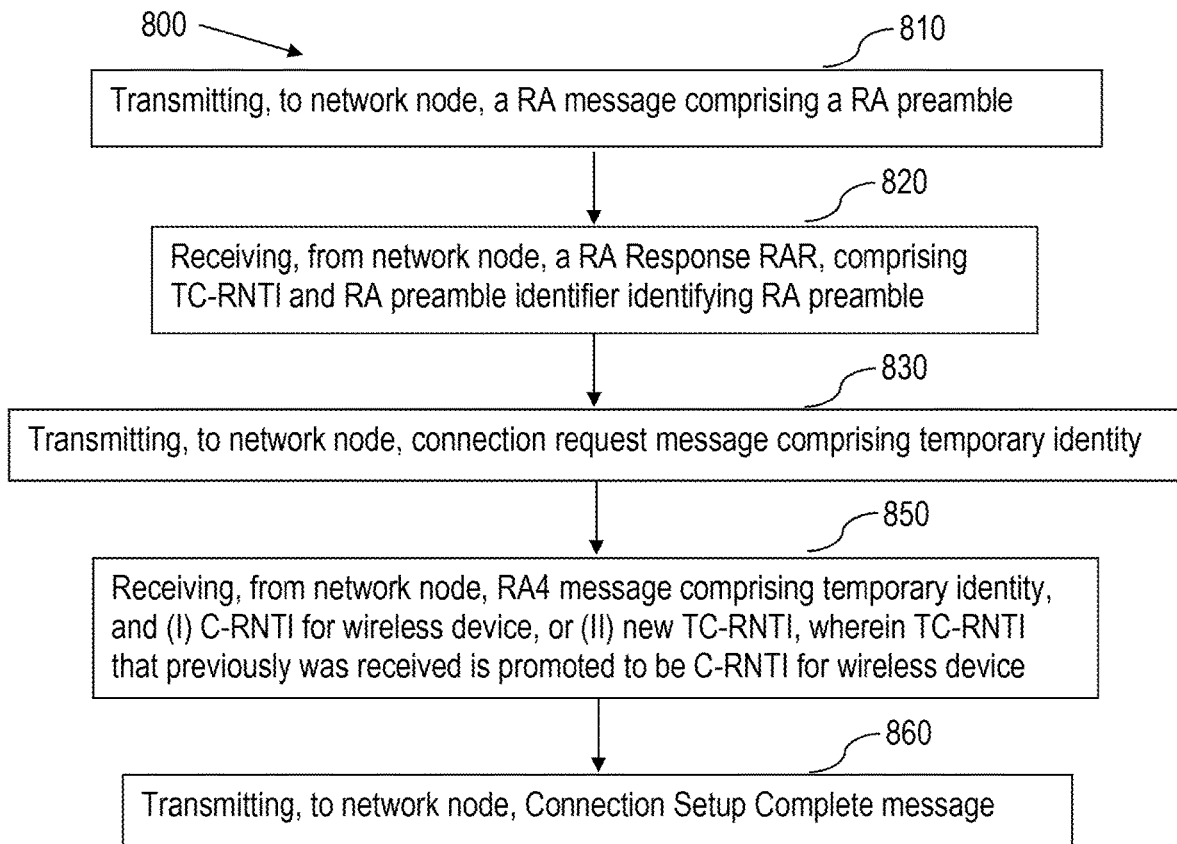 800
810
Transmitting, to network node, a RA message comprising a RA preamble
820
Receiving, from network node, a RA Response RAR, comprising
TC-RNTI and RA preamble identifier identifying RA preamble
830
Transmitting, to network node, connection request message comprising temporary identity
850
Receiving, from network node, RA4 message comprising temporary identity,
and (I) C-RNTI for wireless device, or (II) new TC-RNTI, wherein TC-RNTI
that previously was received is promoted to be C-RNTI for wireless device
860
Transmitting, to network node, Connection Setup Complete message